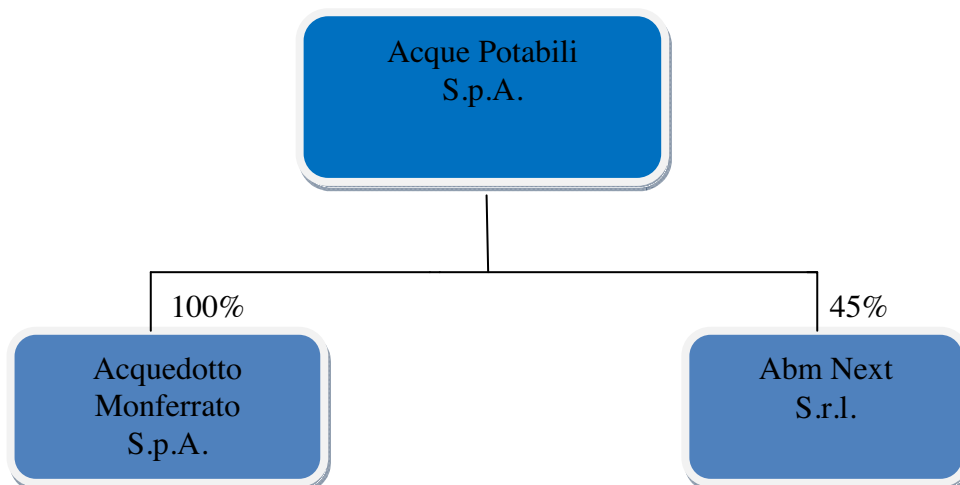 Acque Potabili
S.p.A.
100%
45%
Acquedotto
Monferrato
S.p.A.
Abm Next
S.r.l.